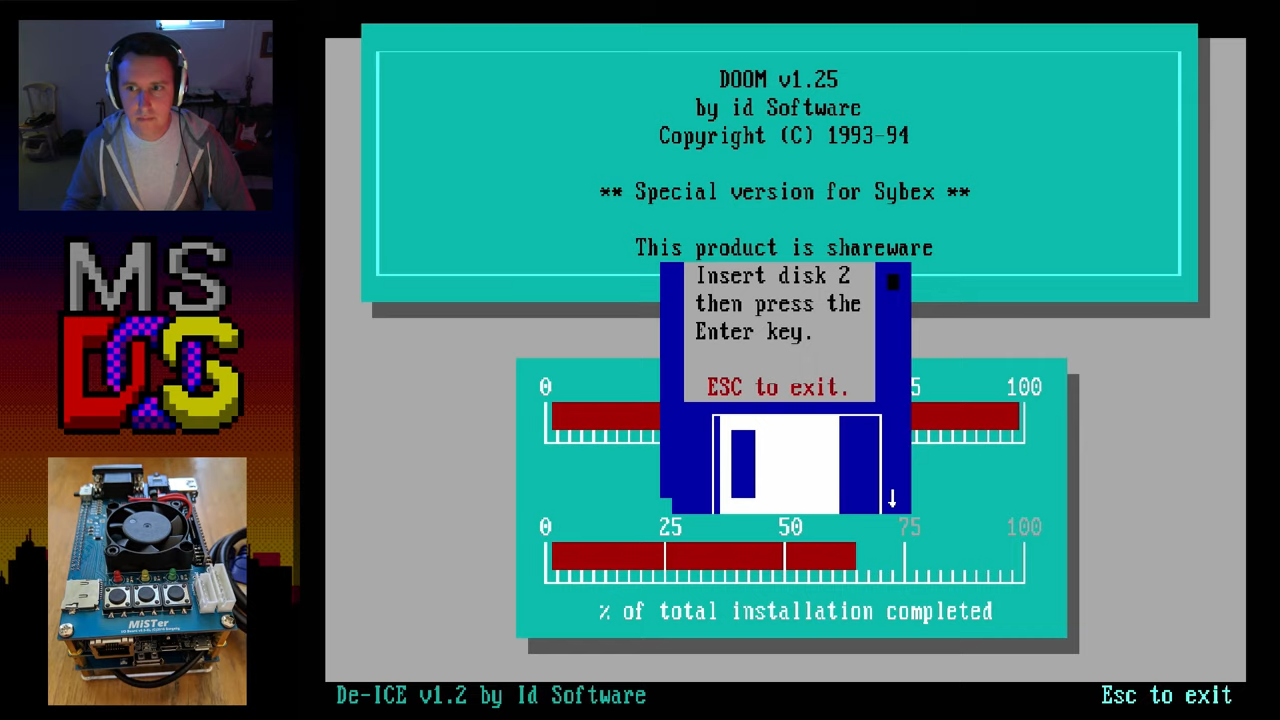 MS
DOS
MiSTer
DOOM v1.25
by id Software
Copyright (C) 1993-94
** Special version for Sybex **
This product is shareware
Insert disk 2
then press the
Enter key.
ESC to exit.
0 5 100
0 25 50 75 100
% of total installation completed
De-ICE v1.2 by Id Software
Esc to exit